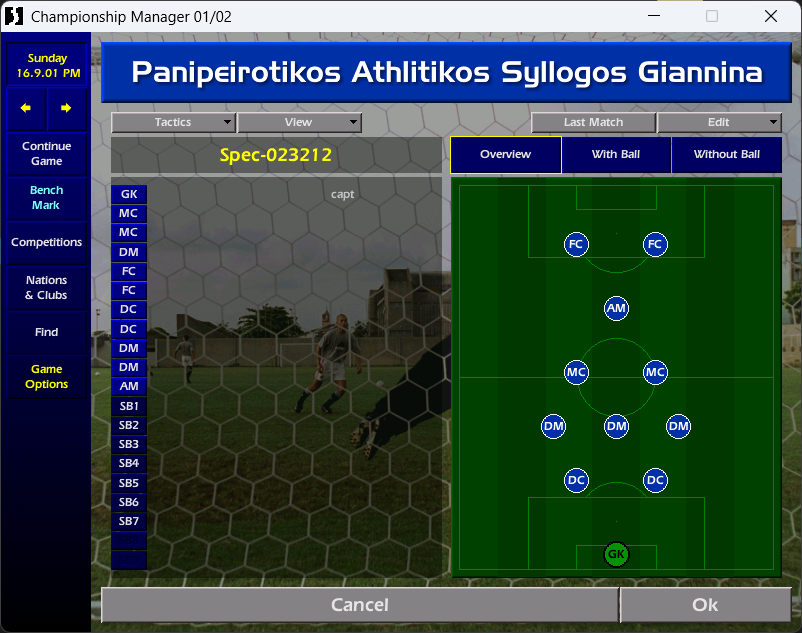 Championship Manager 01/02
Sunday
16.9.01 PM
Continue
Game
Bench
Mark
Competitions
Nations
& Clubs
Find
Game
Options
Panipeirotikos Athlitikos Syllogos Giannina
Tactics
View
Last Match
Edit
Spec-023212
Overview
With Ball
Without Ball
GK
capt
MC
MC
DM
FC
FC
DC
DC
DM
DM
AM
SB1
SB2
SB3
SB4
SB5
SB6
SB7
FC
FC
AM
MC
MC
DM
DM
DM
DC
DC
GK
Cancel
Ok